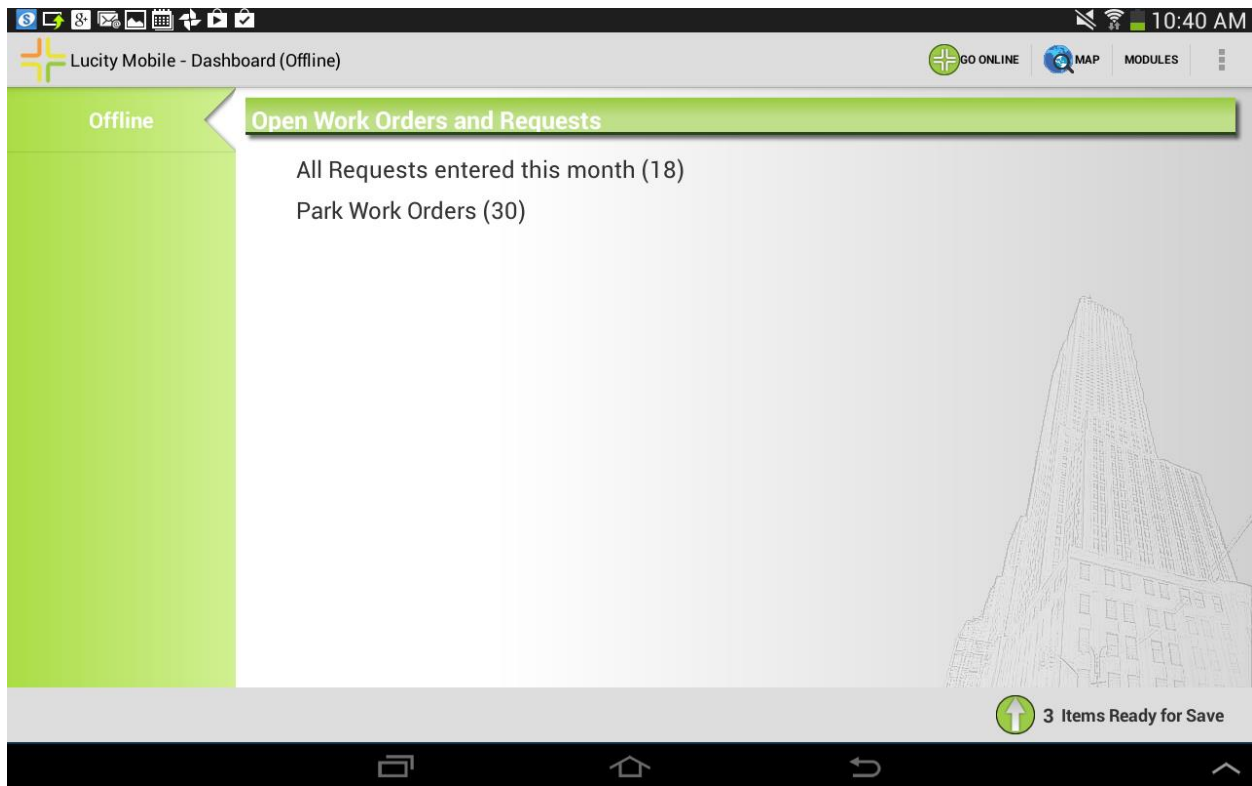 10:40 AM
Lucity Mobile - Dashboard (Offline)
GO ONLINE
MAP
MODULES
Offline
Open Work Orders and Requests
All Requests entered this month (18)
Park Work Orders (30)
3 Items Ready for Save